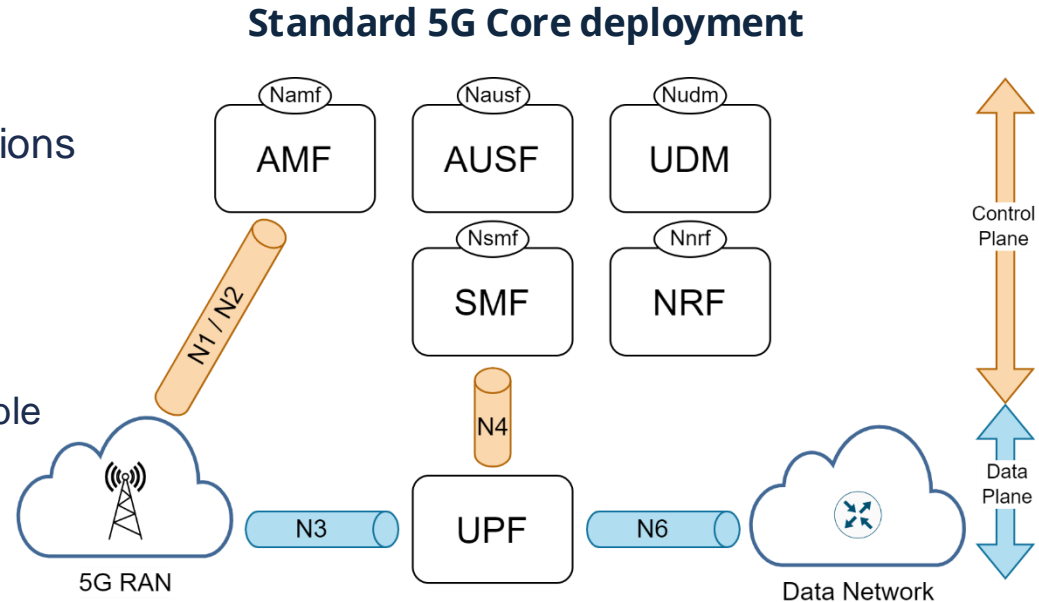 Standard 5G Core deployment
Namf
Nausf
Nudm
ions
AMF
AUSF
UDM
Control
Plane
Nsmf
Nnrf
SMF
NRF
N1 / N2
ole
N4
Data
Plane
N3
UPF
N6
5G RAN
Data Network